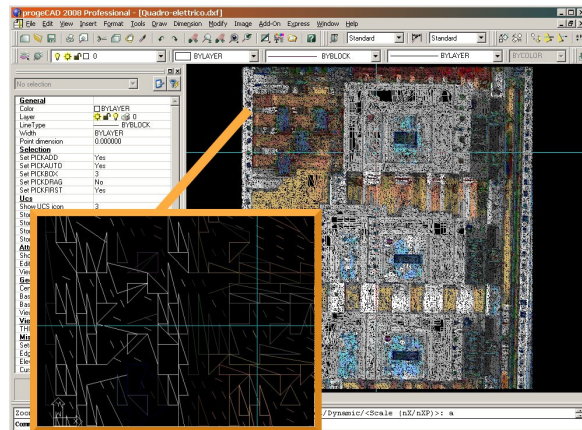 progeCAD 2008 Professional - [Quadro-elettrico.dxf]
File Edit View Insert Format Tools Draw Dimension Modify Image Add-On Express Window Help
Standard Standard
0 BYLAYER BYBLOCK BYLAYER BYCOLOR
No selection
General
Color BYLAYER
Layer 0
LineType BYBLOCK
Width BYLAYER
Point dimension 0.000000
Selection
Set PICKADD Yes
Set PICKAUTO Yes
Set PICKBOX 3
Set PICKDRAG No
Set PICKFIRST Yes
Ucs
Show UCS icon 3
/Dynamic/<Scale (nX/nXP)>: a